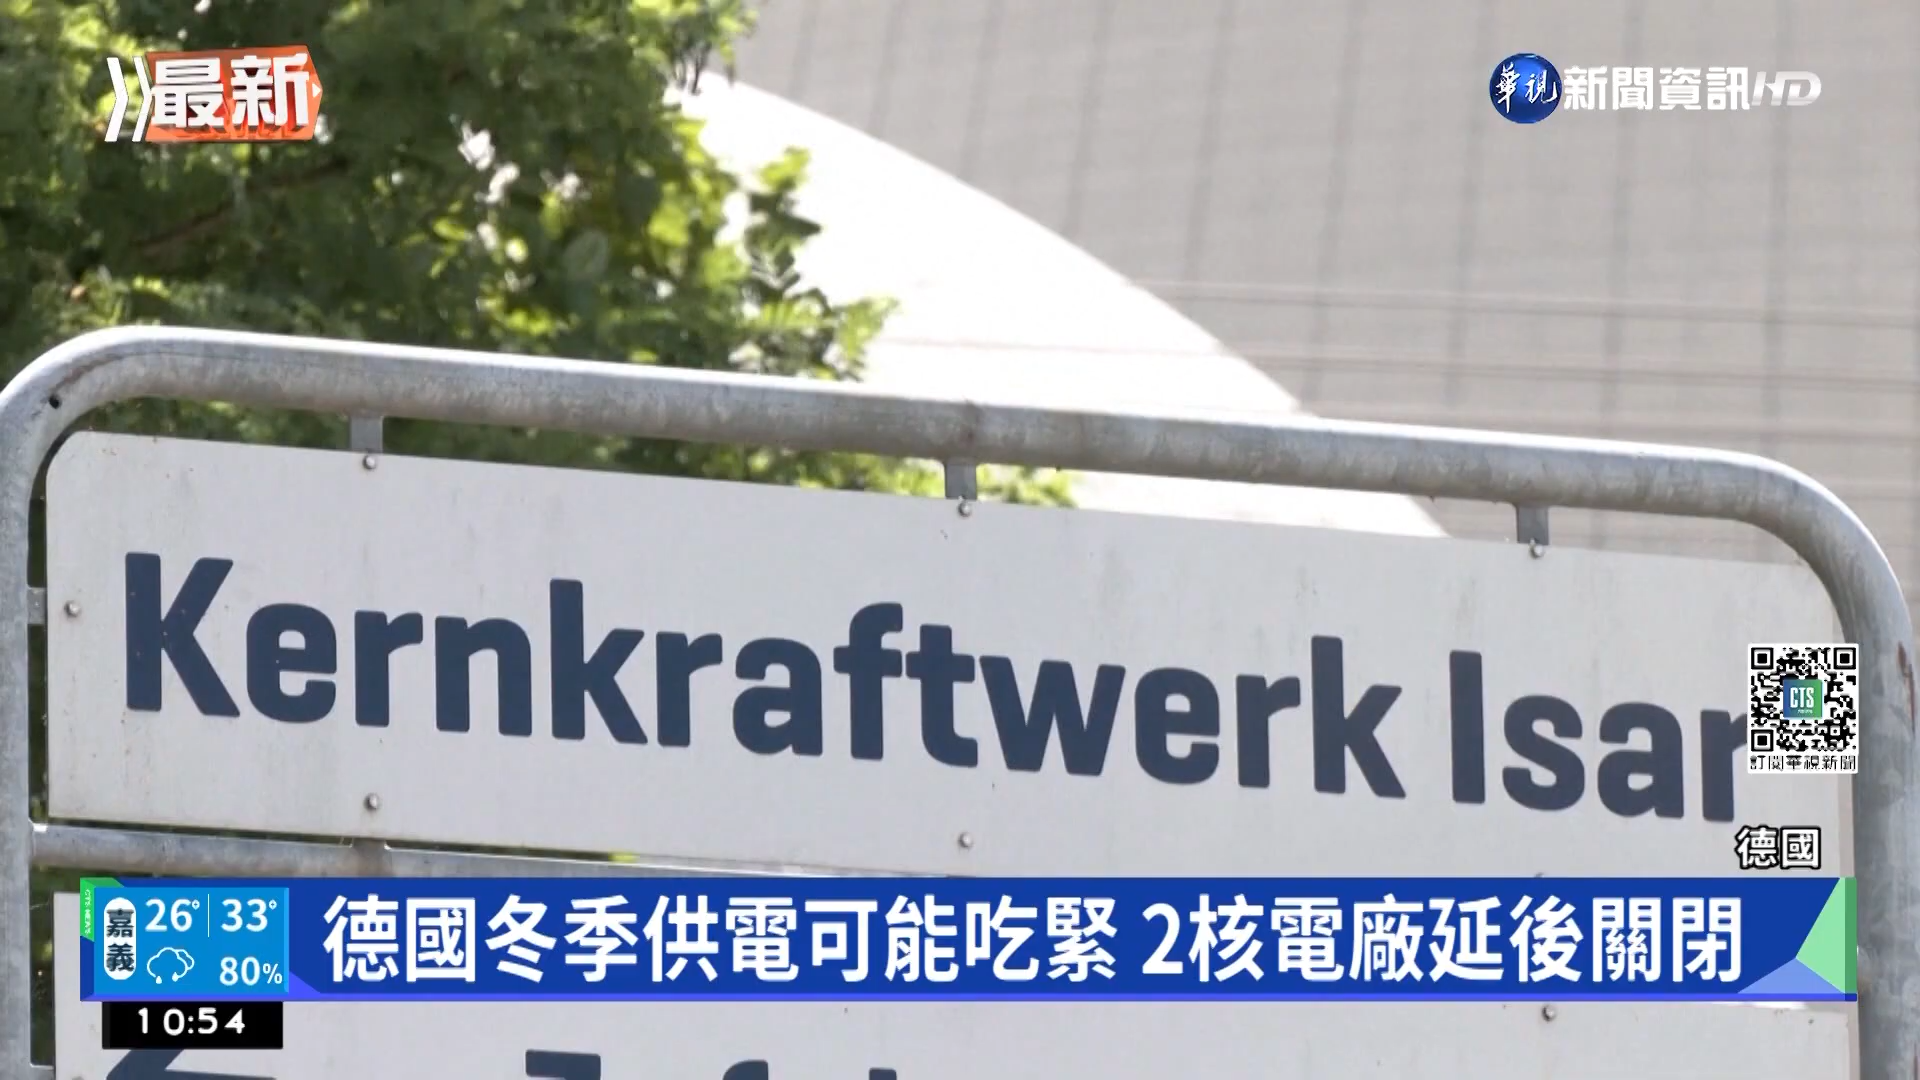 最新
華視 新聞資訊HD
Kernkraftwerk Isar
CTS
訂閱華視新聞
德國
嘉義
26° 33°
80%
德國冬季供電可能吃緊 2核電廠延後關閉
10:54